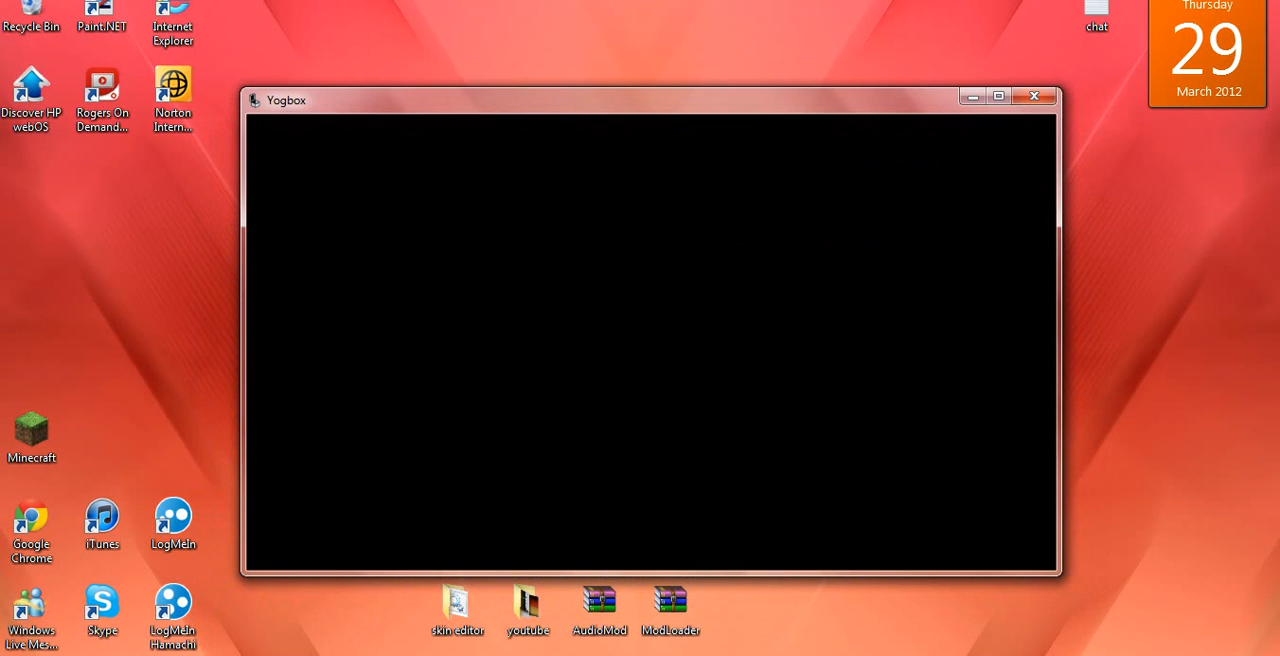 Recycle Bin
Paint.NET
Internet
Explorer
chat
Thursday
29
March 2012
Discover HP
webOS
Rogers On
Demand...
Norton
Intern...
Yogbox
Minecraft
Google
Chrome
iTunes
LogMeIn
Windows
Live Mes...
Skype
LogMeIn
Hamachi
skin editor
youtube
AudioMod
ModLoader